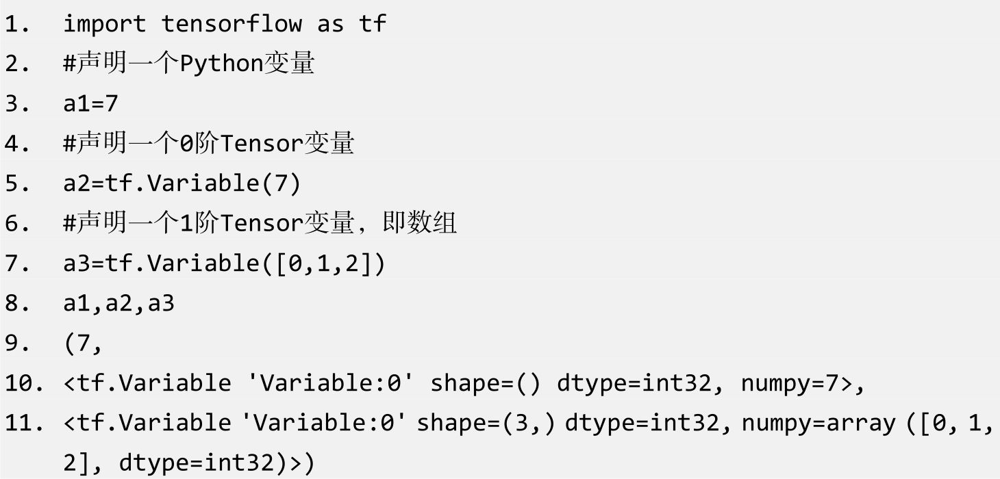 1. import tensorflow as tf
2. #声明一个Python变量
3. a1=7
4. #声明一个0阶Tensor变量
5. a2=tf.Variable(7)
6. #声明一个1阶Tensor变量，即数组
7. a3=tf.Variable([0,1,2])
8. a1,a2,a3
9. (7,
10. <tf.Variable 'Variable:0' shape=() dtype=int32, numpy=7>,
11. <tf.Variable 'Variable:0' shape=(3,) dtype=int32, numpy=array ([0, 1,
2], dtype=int32)>)